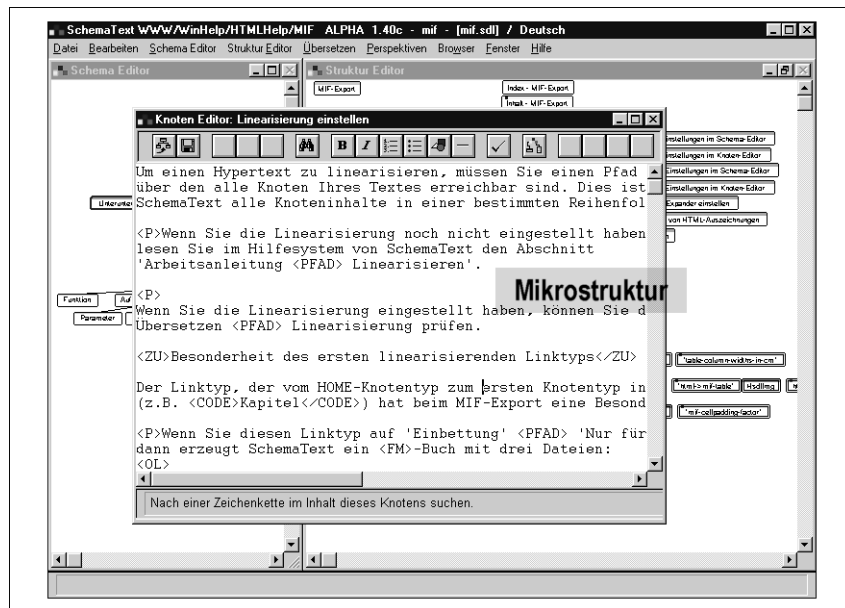 SchemaText WWW/WinHelp/HTMLHelp/MIF ALPHA 1.40c - mif - [mif.sdl] / Deutsch
Datei Bearbeiten Schema Editor Struktur Editor Übersetzen Perspektiven Browser Fenster Hilfe
Schema Editor
Struktur Editor
MIF-Export
Index - MIF-Export
Inhalt - MIF-Export
Knoten Editor: Linearisierung einstellen
B I
Um einen Hypertext zu linearisieren, müssen Sie einen Pfad
über den alle Knoten Ihres Textes erreichbar sind. Dies ist
SchemaText alle Knoteninhalte in einer bestimmten Reihenfol
<P>Wenn Sie die Linearisierung noch nicht eingestellt haben
lesen Sie im Hilfesystem von SchemaText den Abschnitt
'Arbeitsanleitung <PFAD> Linearisieren'.
<P>
Wenn Sie die Linearisierung eingestellt haben, können Sie d
Übersetzen <PFAD> Linearisierung prüfen.
<ZU>Besonderheit des ersten linearisierenden Linktyps</ZU>
Der Linktyp, der vom HOME-Knotentyp zum ersten Knotentyp in
(z.B. <CODE>Kapitel</CODE>) hat beim MIF-Export eine Besond
<P>Wenn Sie diesen Linktyp auf 'Einbettung' <PFAD> 'Nur für
dann erzeugt SchemaText ein <FM>-Buch mit drei Dateien:
<OL>
Nach einer Zeichenkette im Inhalt dieses Knotens suchen.
Mikrostruktur
Funktion
Parameter
instellungen im Schema-Editor
instellungen im Knoten-Editor
Einstellungen im Schema-Editor
Einstellungen im Knoten-Editor
Expander einstellen
von HTML-Auszeichnungen
'table-column-widths-in-cm'
'html->mif-table'
'mif-cellpadding-factor'